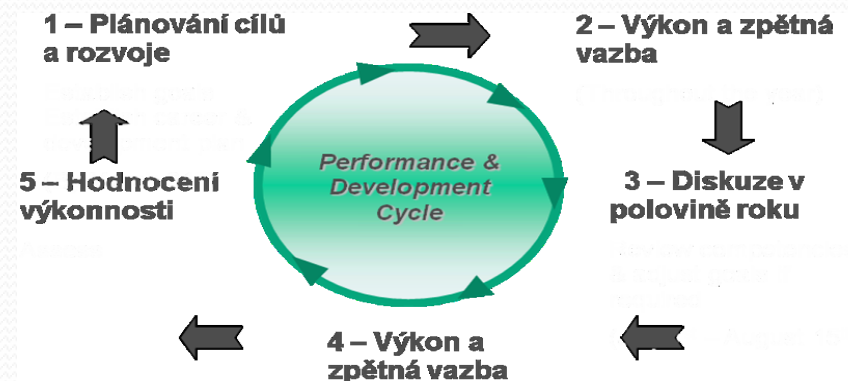 1 – Plánování cílů
a rozvoje
2 – Výkon a zpětná
vazba
Performance &
Development
Cycle
5 – Hodnocení
výkonnosti
3 – Diskuze v
polovině roku
4 – Výkon a
zpětná vazba